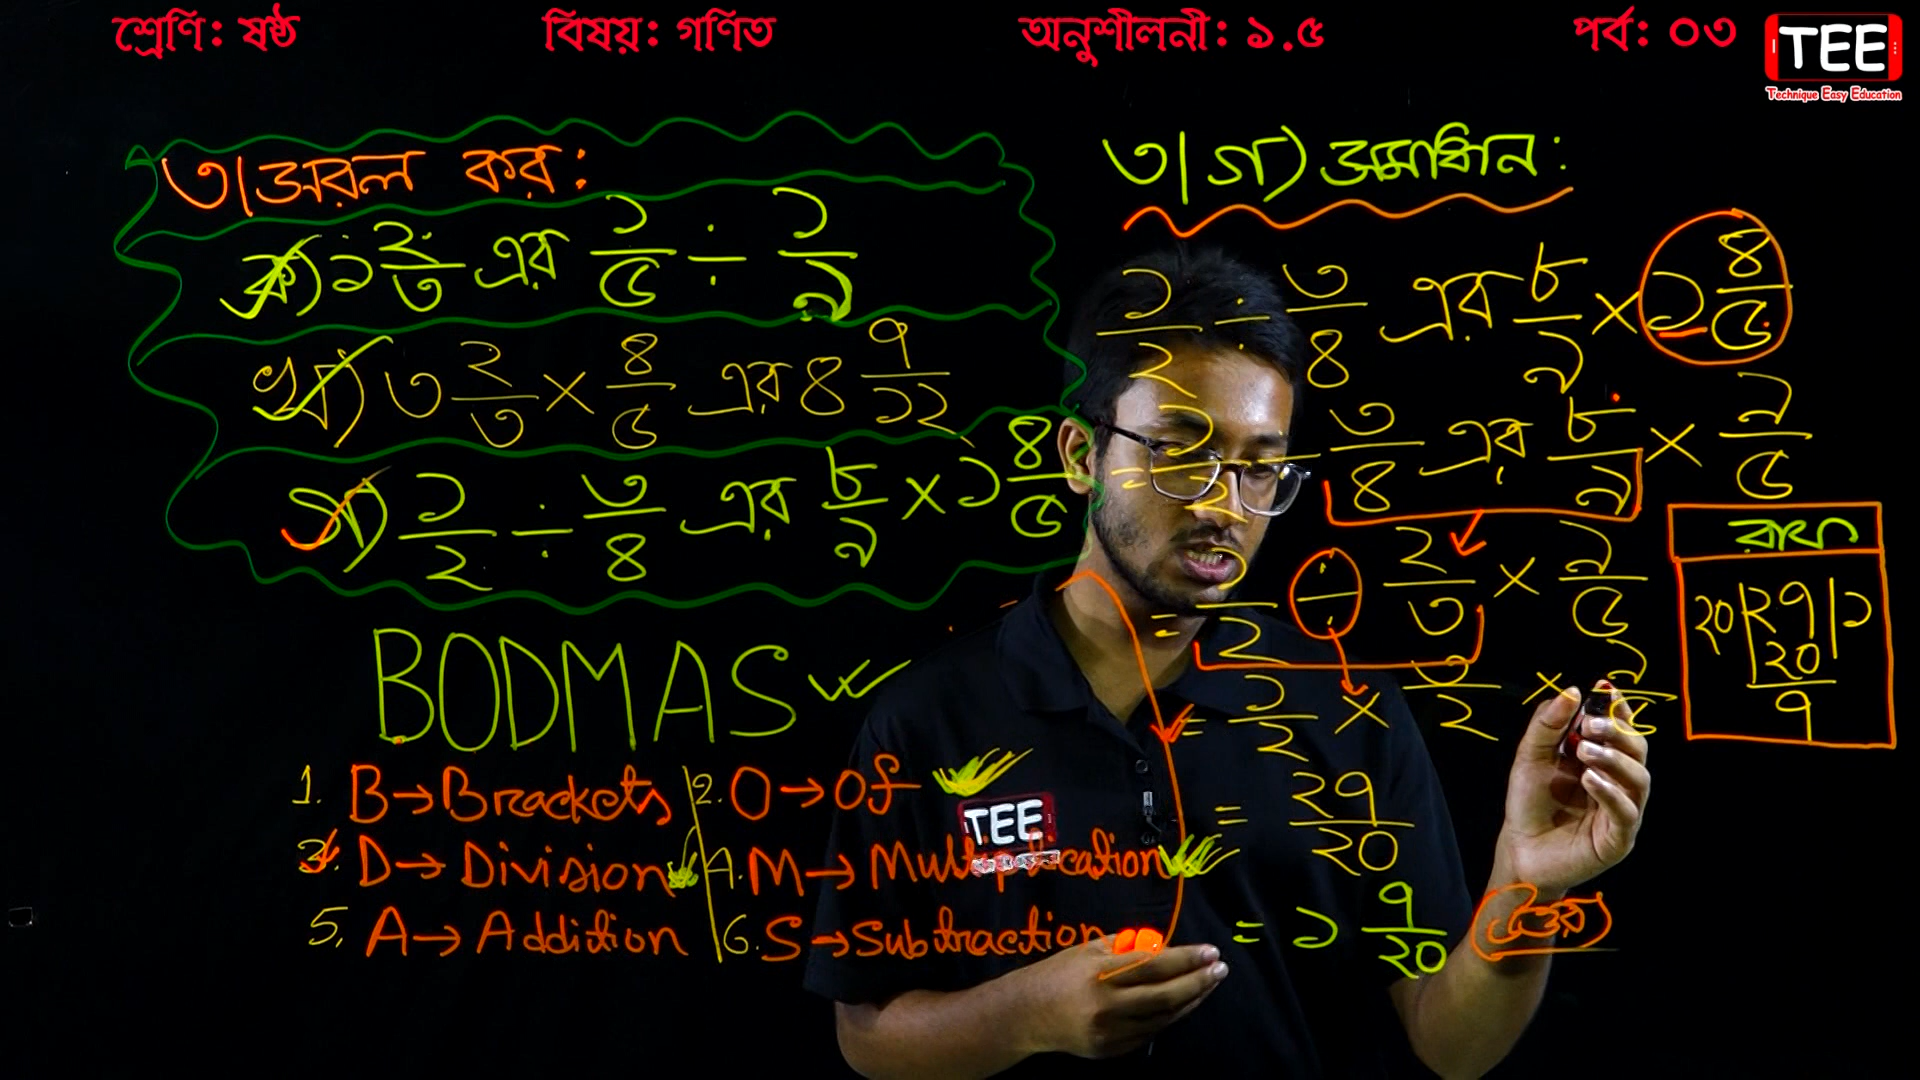 শ্রেণি: ষষ্ঠ বিষয়: গণিত অনুশীলনী: ১.৫ পর্ব: ০৩
TEE
Technique Easy Education
৩। সরল কর:
ক) ১ ২/৩ এর ১/৫ ÷ ১/৯
খ) ৩ ২/৩ × ৪/৫ এর ৪ ৭/১২
গ) ১/২ ÷ ৩/৪ এর ৮/৯ × ১ ৪/৫
BODMAS
1. B → Brackets 2. O → Of
3. D → Division 4. M → Multiplication
5. A → Addition 6. S → Subtraction
৩। গ) সমাধান:
১/২ ÷ ৩/৪ এর ৮/৯ × ১ ৪/৫
= ১/২ ÷ ৩/৪ এর ৮/৯ × ৯/৫
= ১/২ ÷ ২/৩ × ৯/৫
= ১/২ × ৩/২ × ৯/৫
= ২৭/২০
= ১ ৭/২০ (উত্তর)
রাফ
২০|২৭|১
২০
৭
TEE